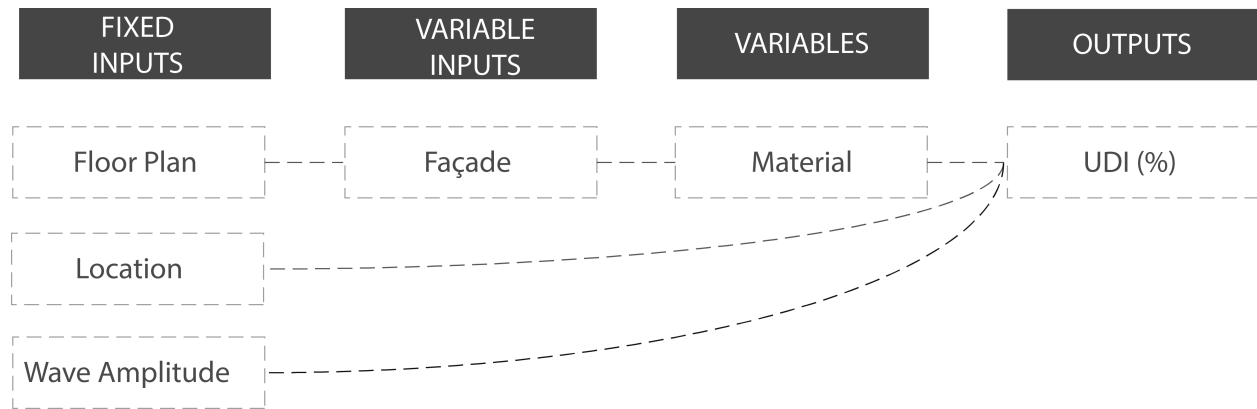 FIXED
INPUTS
VARIABLE
INPUTS
VARIABLES
OUTPUTS
Floor Plan
Façade
Material
UDI (%)
Location
Wave Amplitude